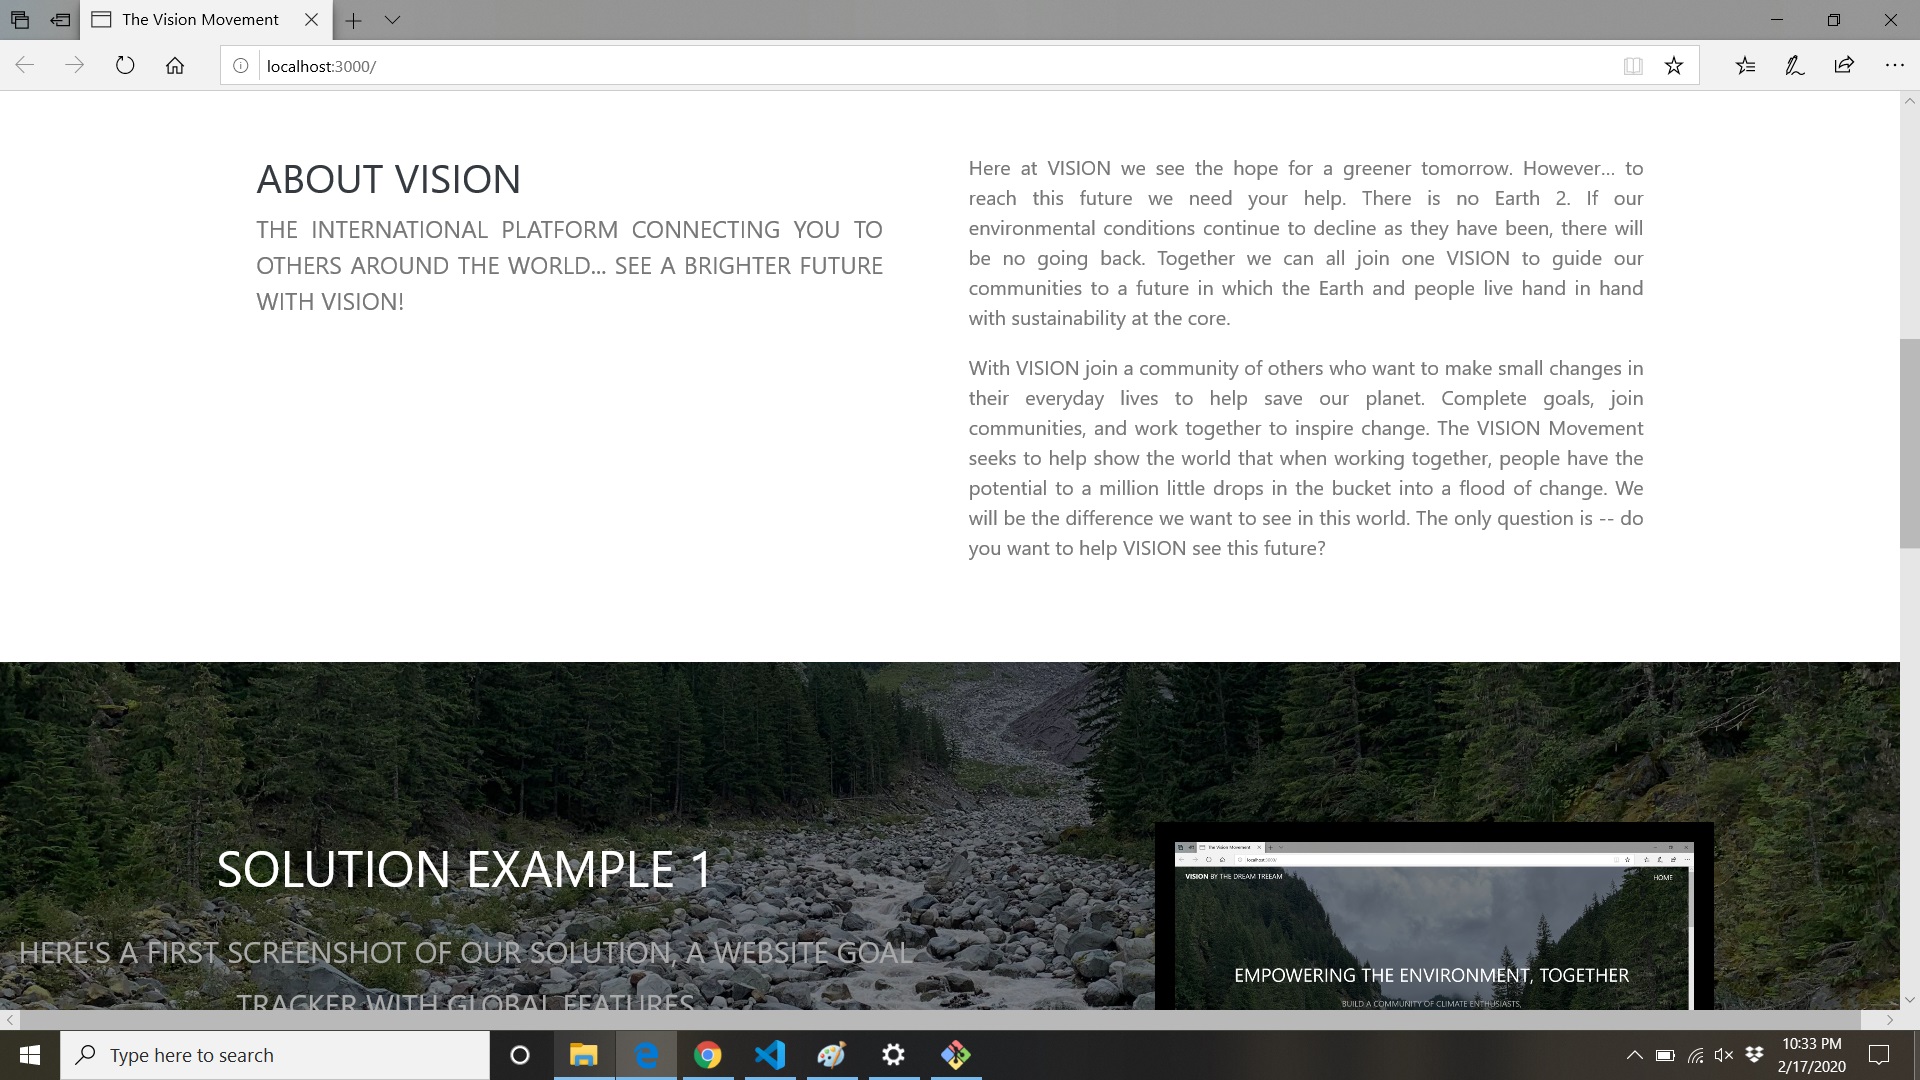 The Vision Movement
localhost:3000/
ABOUT VISION
THE INTERNATIONAL PLATFORM CONNECTING YOU TO
OTHERS AROUND THE WORLD... SEE A BRIGHTER FUTURE
WITH VISION!
Here at VISION we see the hope for a greener tomorrow. However... to
reach this future we need your help. There is no Earth 2. If our
environmental conditions continue to decline as they have been, there will
be no going back. Together we can all join one VISION to guide our
communities to a future in which the Earth and people live hand in hand
with sustainability at the core.
With VISION join a community of others who want to make small changes in
their everyday lives to help save our planet. Complete goals, join
communities, and work together to inspire change. The VISION Movement
seeks to help show the world that when working together, people have the
potential to a million little drops in the bucket into a flood of change. We
will be the difference we want to see in this world. The only question is -- do
you want to help VISION see this future?
SOLUTION EXAMPLE 1
HERE'S A FIRST SCREENSHOT OF OUR SOLUTION, A WEBSITE GOAL
TRACKER WITH GLOBAL FEATURES
The Vision Movement
localhost:3000/
VISION BY THE DREAM TREEAM
HOME
EMPOWERING THE ENVIRONMENT, TOGETHER
BUILD A COMMUNITY OF CLIMATE ENTHUSIASTS,
Type here to search
10:33 PM
2/17/2020